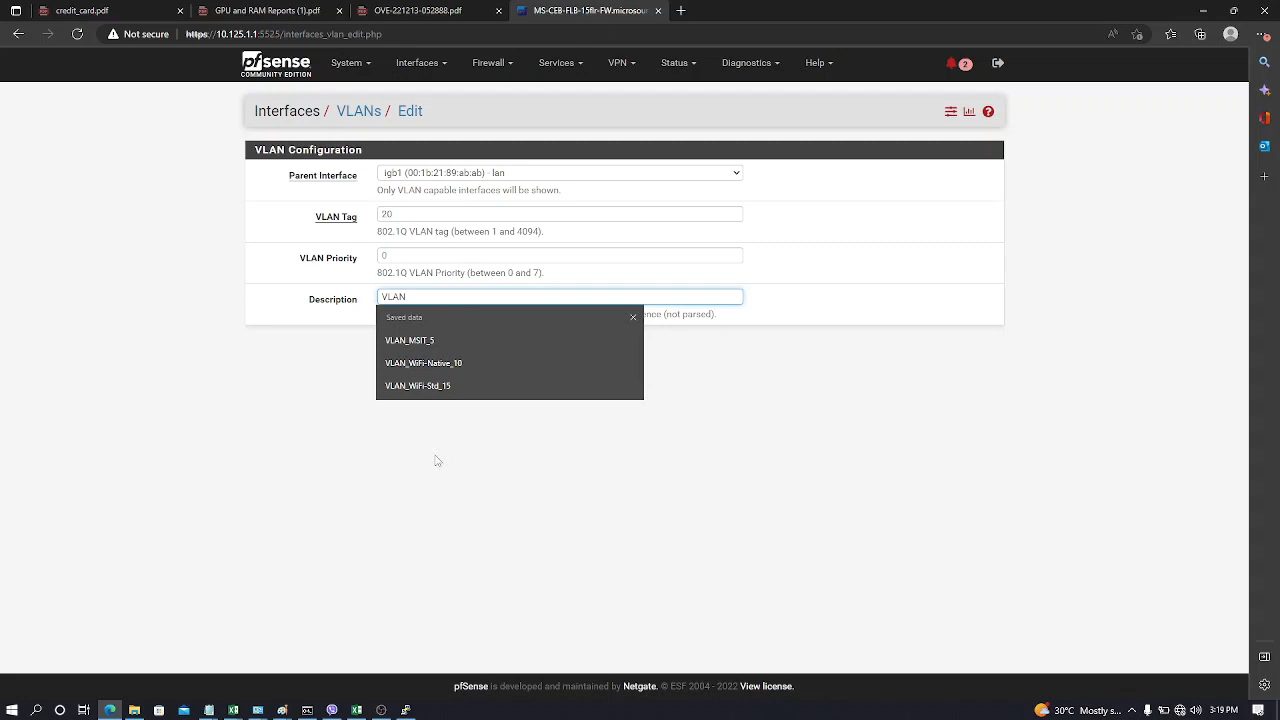 credit_card.pdf
GPU and RAM Reports (1).pdf
OVE-221213-052888.pdf
MS-CEB-FLB-15flr-FW.microsour
Not secure
https://10.125.1.1:5525/interfaces_vlan_edit.php
pfsense
COMMUNITY EDITION
System
Interfaces
Firewall
Services
VPN
Status
Diagnostics
Help
2
Interfaces / VLANs / Edit
VLAN Configuration
Parent Interface
igb1 (00:1b:21:89:ab:ab) - lan
Only VLAN capable interfaces will be shown.
VLAN Tag
20
802.1Q VLAN tag (between 1 and 4094).
VLAN Priority
0
802.1Q VLAN Priority (between 0 and 7).
Description
VLAN
ence (not parsed).
Saved data
VLAN_MSIT_5
VLAN_WiFi-Native_10
VLAN_WiFi-Std_15
pfSense is developed and maintained by Netgate. © ESF 2004 - 2022 View license.
30°C Mostly c...
3:19 PM